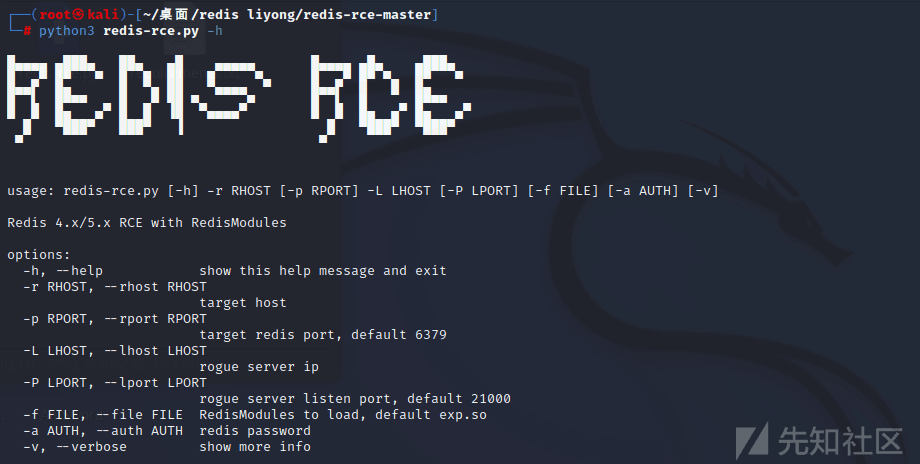 ┌──(root㉿kali)-[~/桌面/redis liyong/redis-rce-master]
└─# python3 redis-rce.py -h
REDIS RCE
usage: redis-rce.py [-h] -r RHOST [-p RPORT] -L LHOST [-P LPORT] [-f FILE] [-a AUTH] [-v]
Redis 4.x/5.x RCE with RedisModules
options:
-h, --help show this help message and exit
-r RHOST, --rhost RHOST
target host
-p RPORT, --rport RPORT
target redis port, default 6379
-L LHOST, --lhost LHOST
rogue server ip
-P LPORT, --lport LPORT
rogue server listen port, default 21000
-f FILE, --file FILE RedisModules to load, default exp.so
-a AUTH, --auth AUTH redis password
-v, --verbose show more info
先知社区